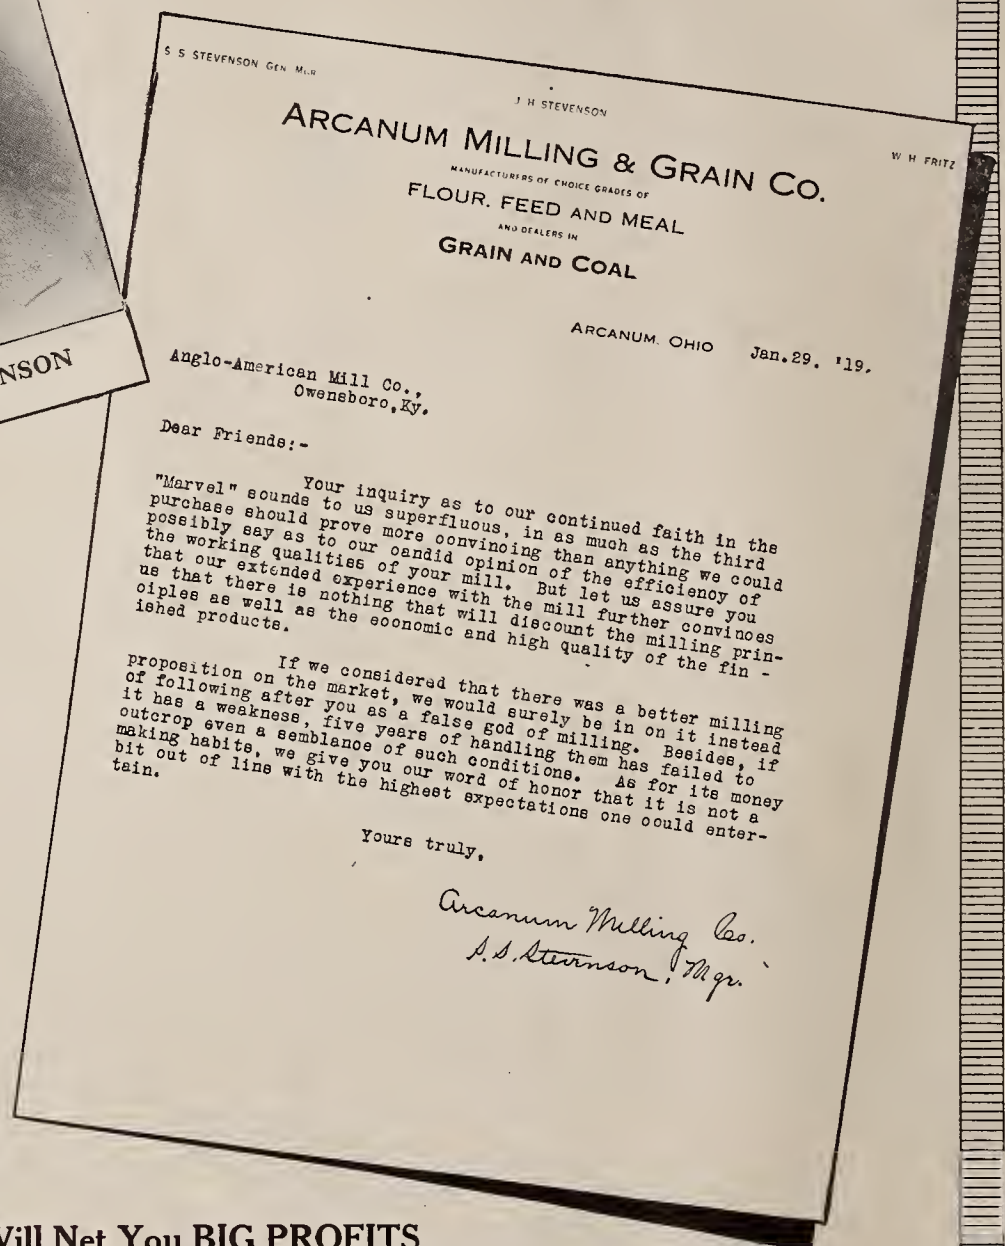 S S STEVENSON GEN MGR
J H STEVENSON
W H FRITZ
ARCANUM MILLING & GRAIN CO.
MANUFACTURERS OF CHOICE GRADES OF
FLOUR, FEED AND MEAL
AND DEALERS IN
GRAIN AND COAL
ARCANUM, OHIO Jan.29. '19.
NSON
Anglo-American Mill Co.,
Owensboro,Ky.
Dear Friends:-
Your inquiry as to our continued faith in the
"Marvel" sounds to us superfluous, in as much as the third
purchase should prove more convincing than anything we could
possibly say as to our candid opinion of the efficiency of
the working qualities of your mill. But let us assure you
that our extended experience with the mill further convinces
us that there is nothing that will discount the milling prin-
ciples as well as the economic and high quality of the fin -
ished products.
If we considered that there was a better milling
proposition on the market, we would surely be in on it instead
of following after you as a false god of milling. Besides, if
it has a weakness, five years of handling them has failed to
outcrop even a semblance of such conditions. As for its money
making habits, we give you our word of honor that it is not a
bit out of line with the highest expectations one could enter-
tain.
Yours truly,
Arcanum Milling Co.
S.S. Stevenson, Mgr.
Will Net You BIG PROFITS